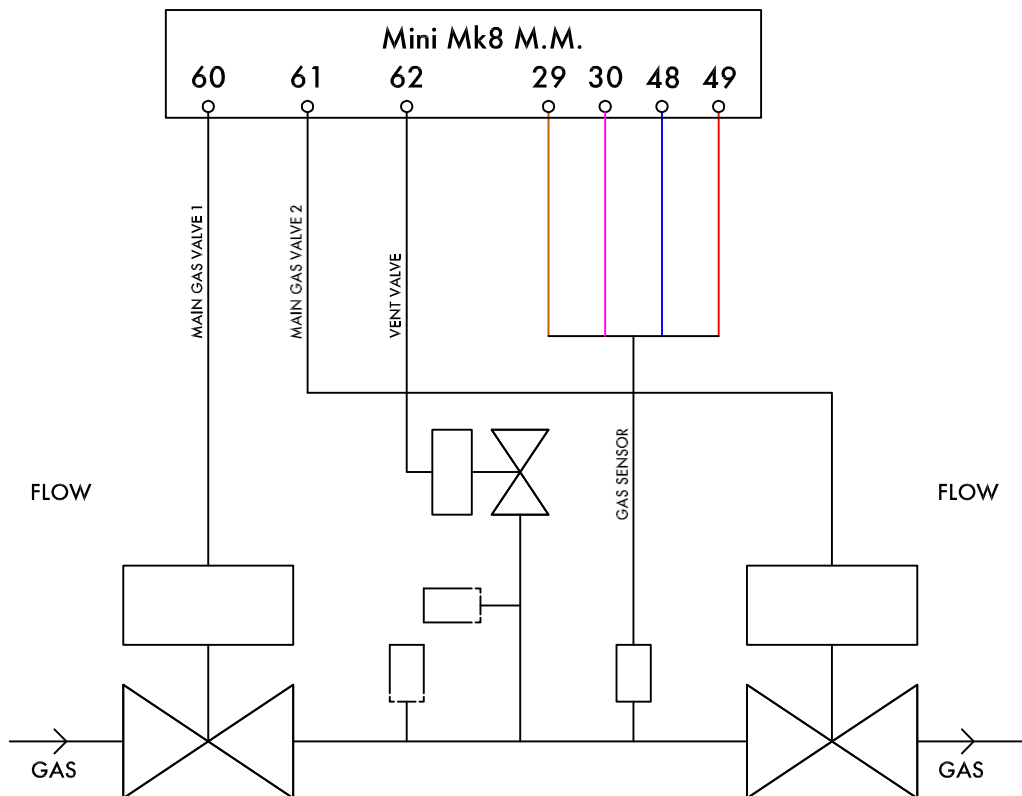 Mini Mk8 M.M.
60 61 62 29 30 48 49
MAIN GAS VALVE 1
MAIN GAS VALVE 2
VENT VALVE
GAS SENSOR
FLOW
FLOW
GAS
GAS